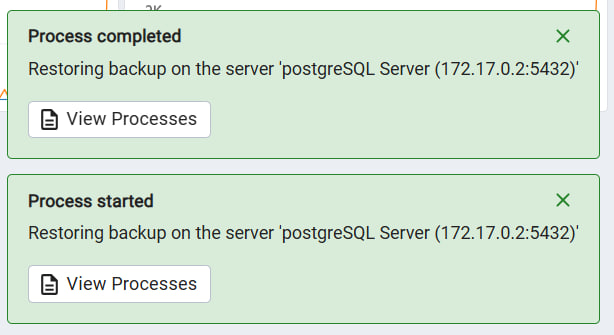 Process completed
Restoring backup on the server 'postgreSQL Server (172.17.0.2:5432)'
View Processes
Process started
Restoring backup on the server 'postgreSQL Server (172.17.0.2:5432)'
View Processes